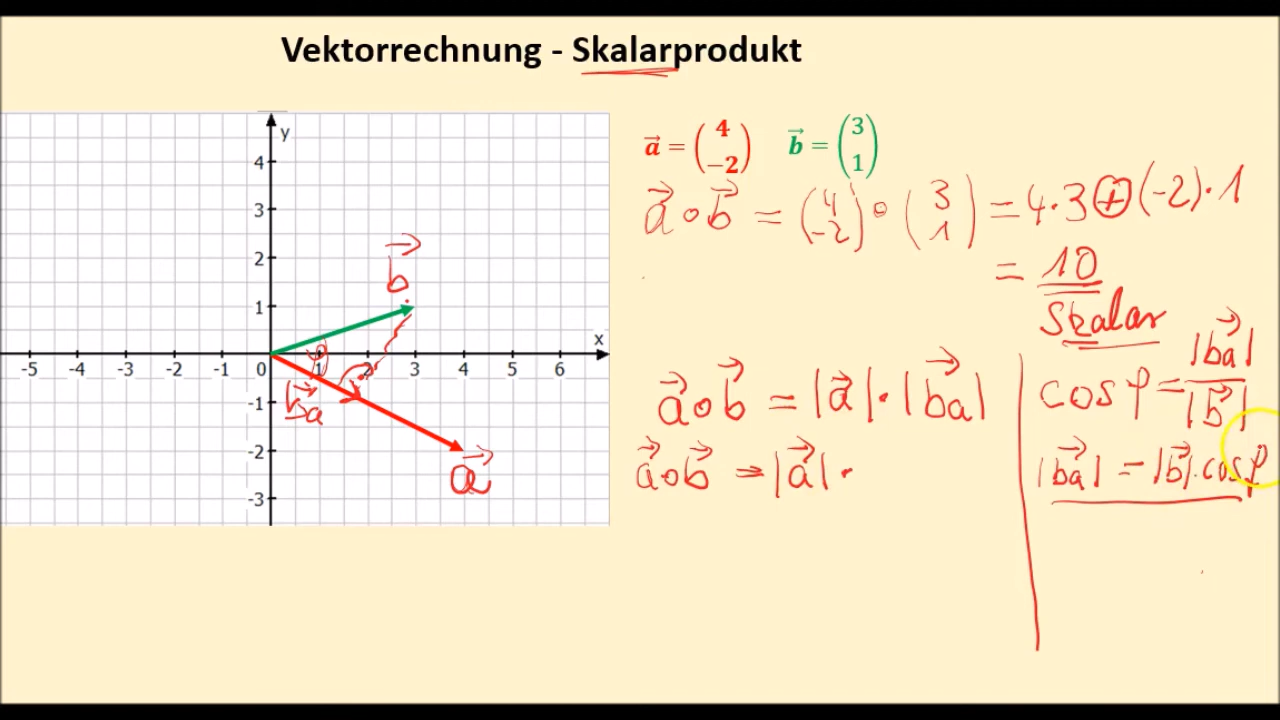 Vektorrechnung - Skalarprodukt
y
4
3
2
1
-1
-2
-3
-5 -4 -3 -2 -1 0 1 2 3 4 5 6 x
b⃗
φ
b⃗a
a⃗
a⃗ = (4 −2) b⃗ = (3 1)
a⃗ ∘ b⃗ = (4 −2) ∘ (3 1) = 4·3 ⊕ (−2)·1
= 10
Skalar
a⃗ ∘ b⃗ = |a⃗| · |b⃗a|
a⃗ ∘ b⃗ = |a⃗| ·
cos φ = |b⃗a| / |b⃗|
|b⃗a| = |b⃗| · cos φ